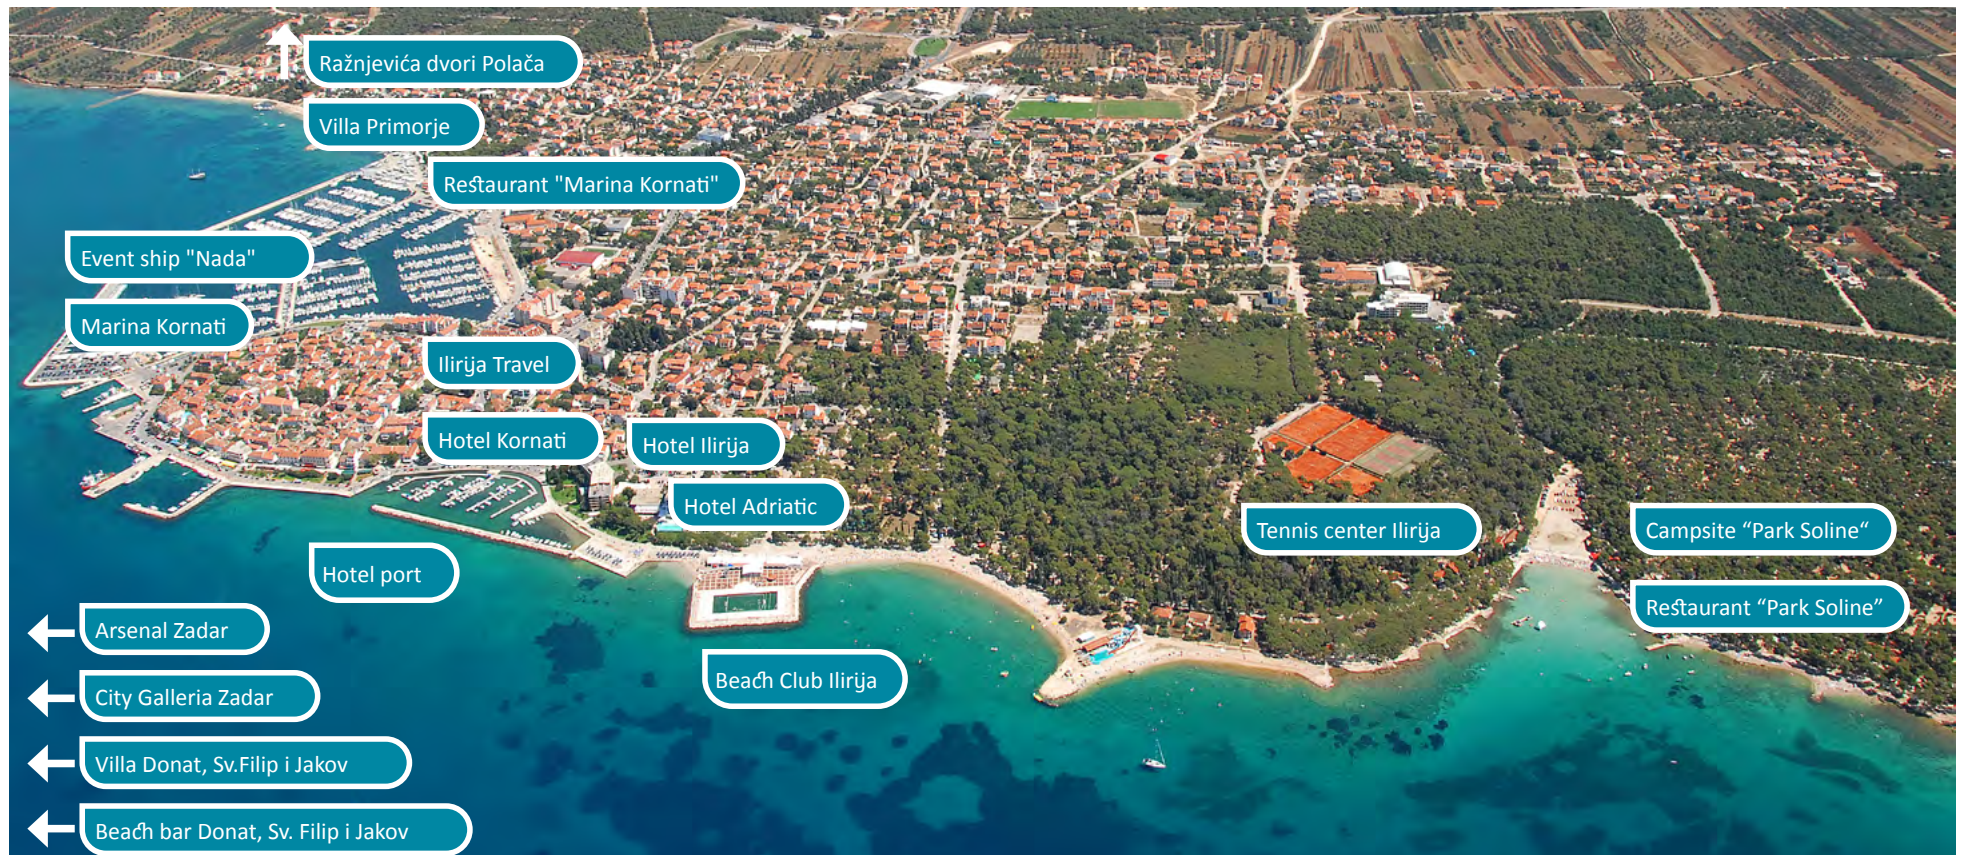 Ražnjevića dvori Polača
Villa Primorje
Restaurant "Marina Kornati"
Event ship "Nada"
Marina Kornati
Ilirija Travel
Hotel Kornati
Hotel Ilirija
Hotel Adriatic
Tennis center Ilirija
Campsite “Park Soline“
Hotel port
Restaurant “Park Soline”
Arsenal Zadar
Beach Club Ilirija
City Galleria Zadar
Villa Donat, Sv.Filip i Jakov
Beach bar Donat, Sv. Filip i Jakov